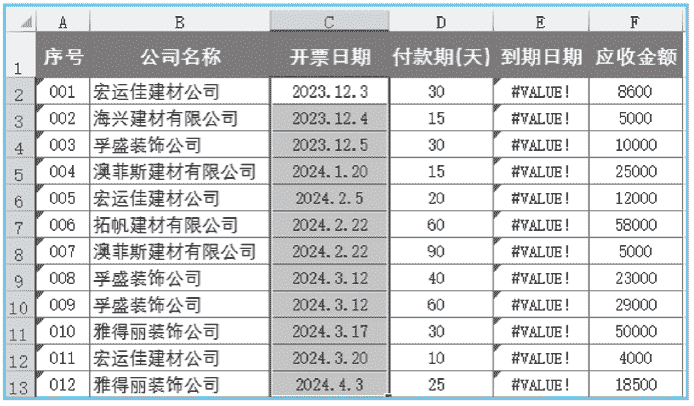 A B C D E F
1 序号 公司名称 开票日期 付款期(天) 到期日期 应收金额
2 001 宏运佳建材公司 2023.12.3 30 #VALUE! 8600
3 002 海兴建材有限公司 2023.12.4 15 #VALUE! 5000
4 003 孚盛装饰公司 2023.12.5 30 #VALUE! 10000
5 004 澳菲斯建材有限公司 2024.1.20 15 #VALUE! 25000
6 005 宏运佳建材公司 2024.2.5 20 #VALUE! 12000
7 006 拓帆建材有限公司 2024.2.22 60 #VALUE! 58000
8 007 澳菲斯建材有限公司 2024.2.22 90 #VALUE! 5000
9 008 孚盛装饰公司 2024.3.12 40 #VALUE! 23000
10 009 孚盛装饰公司 2024.3.12 60 #VALUE! 29000
11 010 雅得丽装饰公司 2024.3.17 30 #VALUE! 50000
12 011 宏运佳建材公司 2024.3.20 10 #VALUE! 4000
13 012 雅得丽装饰公司 2024.4.3 25 #VALUE! 18500